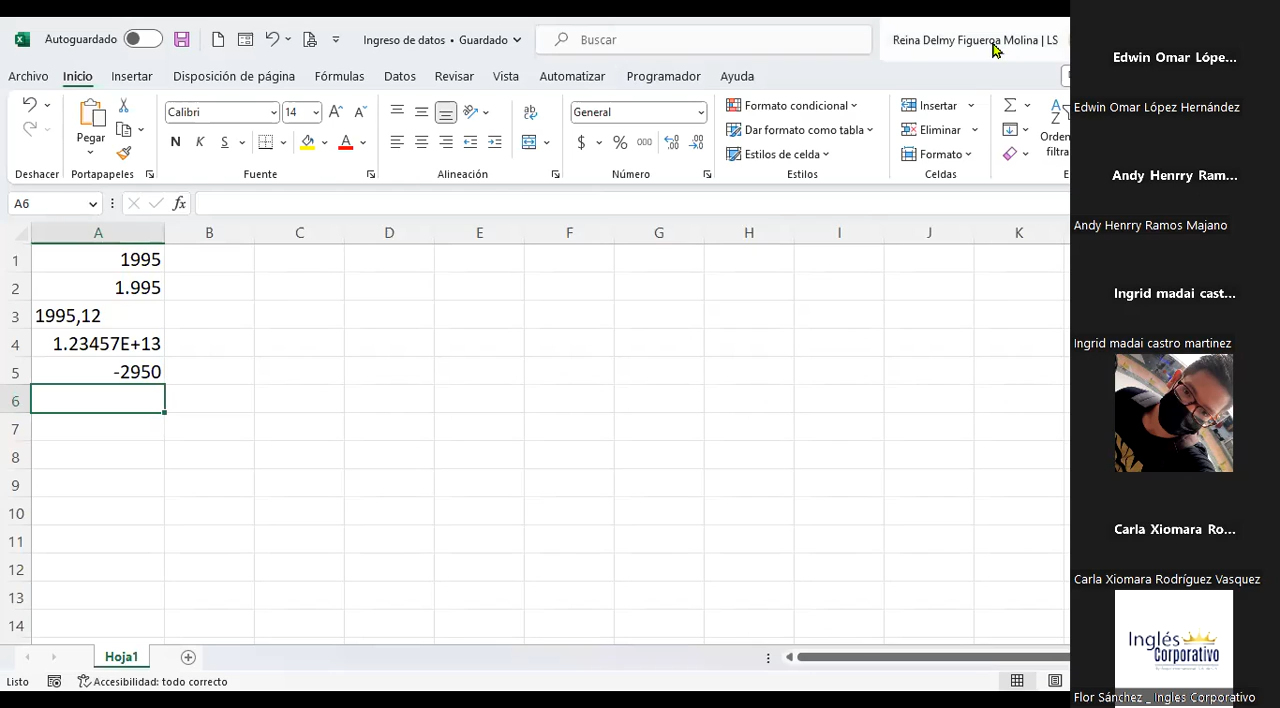 Autoguardado
Ingreso de datos • Guardado
Buscar
Reina Delmy Figueroa Molina | LS
Archivo Inicio Insertar Disposición de página Fórmulas Datos Revisar Vista Automatizar Programador Ayuda
Pegar
Calibri 14
N K S
General
$ % 000
Formato condicional
Dar formato como tabla
Estilos de celda
Insertar
Eliminar
Formato
Orden
filtra
Deshacer Portapapeles Fuente Alineación Número Estilos Celdas
A6 fx
A B C D E F G H I J K
1 1995
2 1.995
3 1995,12
4 1.23457E+13
5 -2950
6
7
8
9
10
11
12
13
14
Hoja1
Listo Accesibilidad: todo correcto
Edwin Omar Lópe...
Edwin Omar López Hernández
Andy Henrry Ram...
Andy Henrry Ramos Majano
Ingrid madai cast...
Ingrid madai castro martinez
Carla Xiomara Ro...
Carla Xiomara Rodríguez Vasquez
Inglés
Corporativo
Flor Sánchez _ Ingles Corporativo